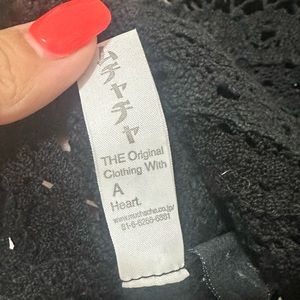 ムチャチャ
THE Original
Clothing With
A
Heart.
www.muchacha.co.jp/
81-6-6266-6881